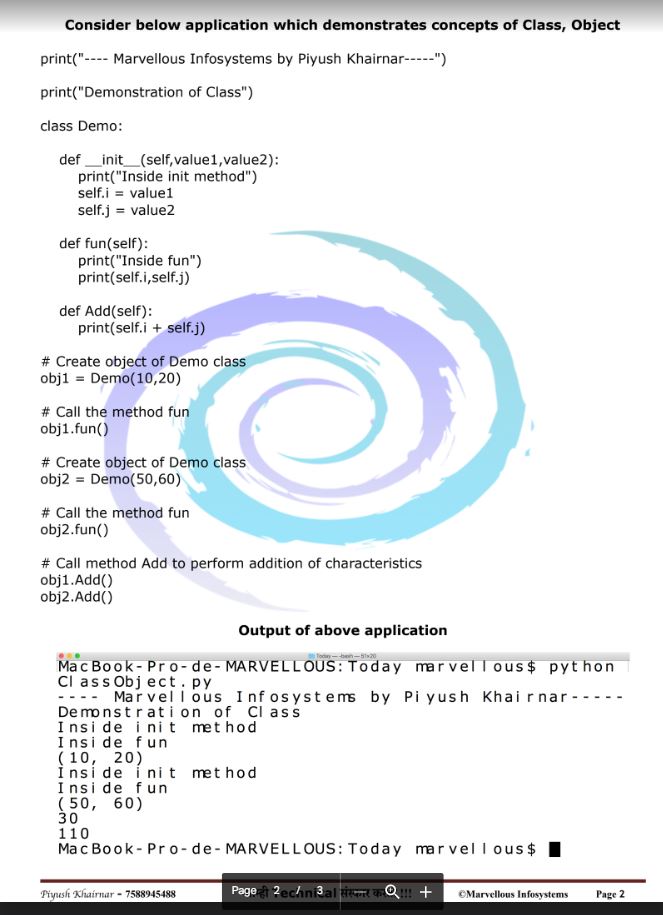 Consider below application which demonstrates concepts of Class, Object
print("---- Marvellous Infosystems by Piyush Khairnar-----")
print("Demonstration of Class")
class Demo:
def __init__(self,value1,value2):
print("Inside init method")
self.i = value1
self.j = value2
def fun(self):
print("Inside fun")
print(self.i,self.j)
def Add(self):
print(self.i + self.j)
# Create object of Demo class
obj1 = Demo(10,20)
# Call the method fun
obj1.fun()
# Create object of Demo class
obj2 = Demo(50,60)
# Call the method fun
obj2.fun()
# Call method Add to perform addition of characteristics
obj1.Add()
obj2.Add()
Output of above application
Today — -bash — 51×20
MacBook-Pro-de-MARVELLOUS:Today marvellous$ python
ClassObject.py
---- Marvellous Infosystems by Piyush Khairnar-----
Demonstration of Class
Inside init method
Inside fun
(10, 20)
Inside init method
Inside fun
(50, 60)
30
110
MacBook-Pro-de-MARVELLOUS:Today marvellous$
Piyush Khairnar - 7588945488 Page 2 / 3 ©Marvellous Infosystems Page 2